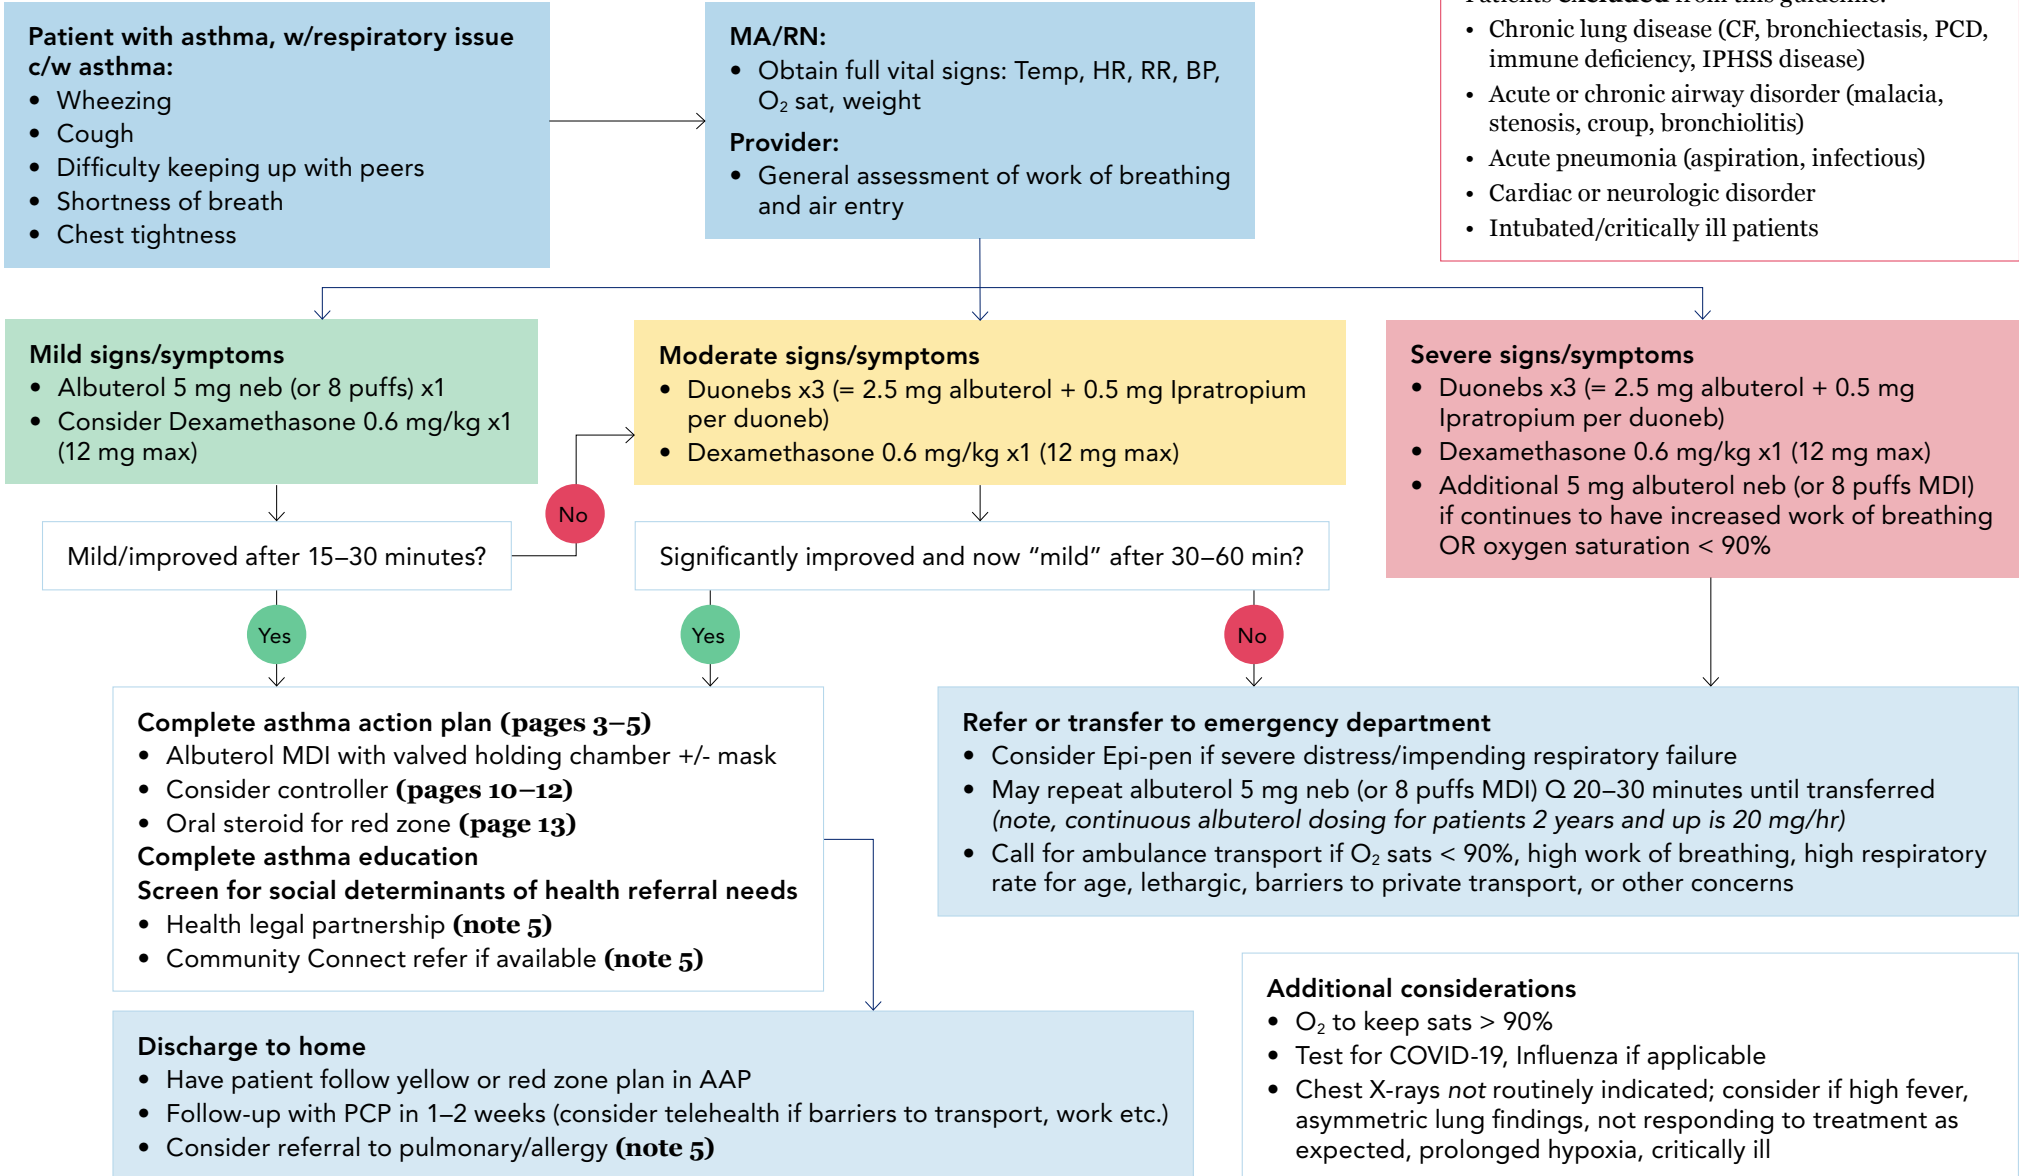 Patient with asthma, w/respiratory issue
c/w asthma:
• Wheezing
• Cough
• Difficulty keeping up with peers
• Shortness of breath
• Chest tightness
MA/RN:
• Obtain full vital signs: Temp, HR, RR, BP,
O₂ sat, weight
Provider:
• General assessment of work of breathing
and air entry
Patients excluded from this guideline:
• Chronic lung disease (CF, bronchiectasis, PCD,
immune deficiency, IPHSS disease)
• Acute or chronic airway disorder (malacia,
stenosis, croup, bronchiolitis)
• Acute pneumonia (aspiration, infectious)
• Cardiac or neurologic disorder
• Intubated/critically ill patients
Mild signs/symptoms
• Albuterol 5 mg neb (or 8 puffs) x1
• Consider Dexamethasone 0.6 mg/kg x1
(12 mg max)
Moderate signs/symptoms
• Duonebs x3 (= 2.5 mg albuterol + 0.5 mg Ipratropium
per duoneb)
• Dexamethasone 0.6 mg/kg x1 (12 mg max)
Severe signs/symptoms
• Duonebs x3 (= 2.5 mg albuterol + 0.5 mg
Ipratropium per duoneb)
• Dexamethasone 0.6 mg/kg x1 (12 mg max)
• Additional 5 mg albuterol neb (or 8 puffs MDI)
if continues to have increased work of breathing
OR oxygen saturation < 90%
No
Mild/improved after 15–30 minutes?
Significantly improved and now “mild” after 30–60 min?
Yes
Yes
No
Complete asthma action plan (pages 3–5)
• Albuterol MDI with valved holding chamber +/- mask
• Consider controller (pages 10–12)
• Oral steroid for red zone (page 13)
Complete asthma education
Screen for social determinants of health referral needs
• Health legal partnership (note 5)
• Community Connect refer if available (note 5)
Refer or transfer to emergency department
• Consider Epi-pen if severe distress/impending respiratory failure
• May repeat albuterol 5 mg neb (or 8 puffs MDI) Q 20–30 minutes until transferred
(note, continuous albuterol dosing for patients 2 years and up is 20 mg/hr)
• Call for ambulance transport if O₂ sats < 90%, high work of breathing, high respiratory
rate for age, lethargic, barriers to private transport, or other concerns
Discharge to home
• Have patient follow yellow or red zone plan in AAP
• Follow-up with PCP in 1–2 weeks (consider telehealth if barriers to transport, work etc.)
• Consider referral to pulmonary/allergy (note 5)
Additional considerations
• O₂ to keep sats > 90%
• Test for COVID-19, Influenza if applicable
• Chest X-rays not routinely indicated; consider if high fever,
asymmetric lung findings, not responding to treatment as
expected, prolonged hypoxia, critically ill